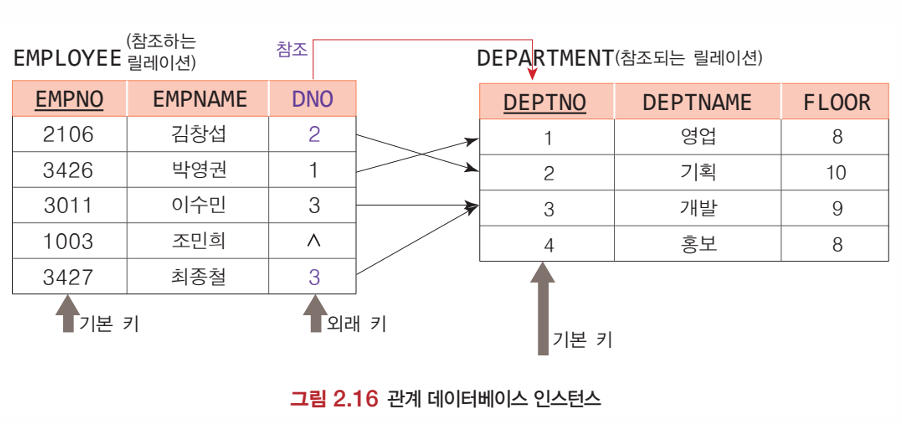 EMPLOYEE (참조하는 릴레이션)
참조
DEPARTMENT(참조되는 릴레이션)
EMPNO EMPNAME DNO
2106 김창섭 2
3426 박영권 1
3011 이수민 3
1003 조민희 ∧
3427 최종철 3
기본 키
외래 키
DEPTNO DEPTNAME FLOOR
1 영업 8
2 기획 10
3 개발 9
4 홍보 8
기본 키
그림 2.16 관계 데이터베이스 인스턴스